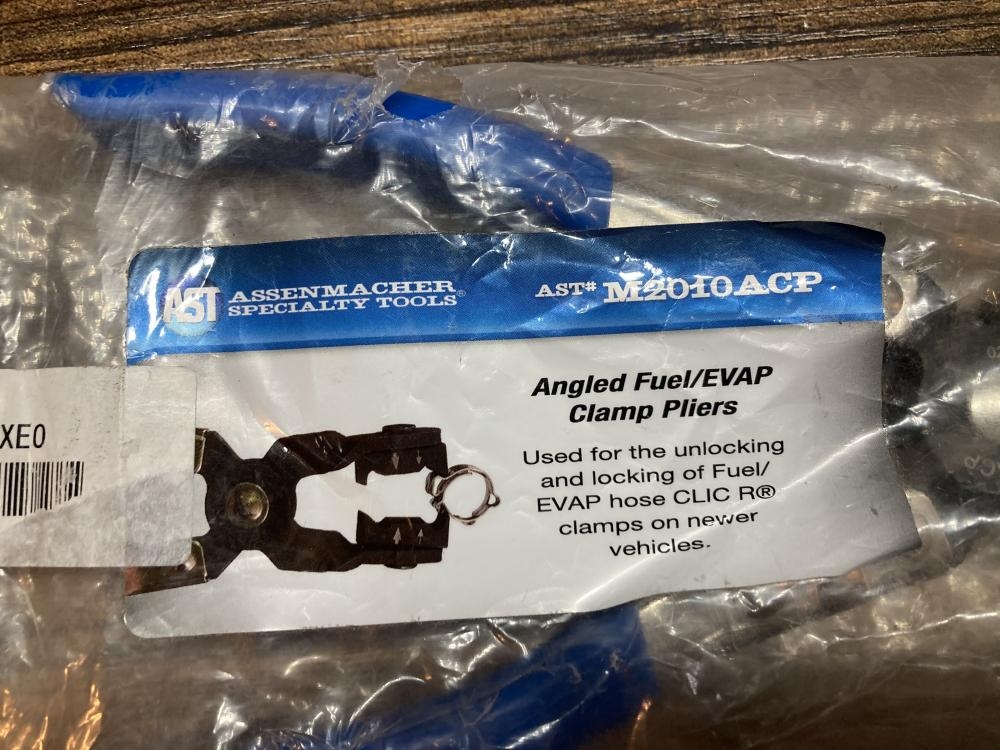 AST ASSENMACHER SPECIALTY TOOLS®
AST# M2010ACP
Angled Fuel/EVAP
Clamp Pliers
Used for the unlocking
and locking of Fuel/
EVAP hose CLIC R®
clamps on newer
vehicles.
XE0